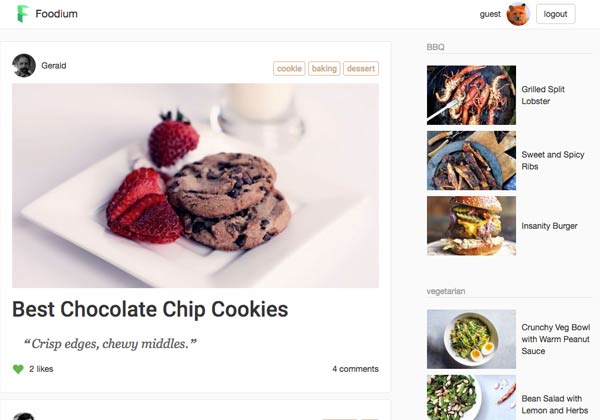 Foodium
guest
logout
Gerald
cookie
baking
dessert
Best Chocolate Chip Cookies
“Crisp edges, chewy middles.”
2 likes
4 comments
BBQ
Grilled Split
Lobster
Sweet and Spicy
Ribs
Insanity Burger
vegetarian
Crunchy Veg Bowl
with Warm Peanut
Sauce
Bean Salad with
Lemon and Herbs